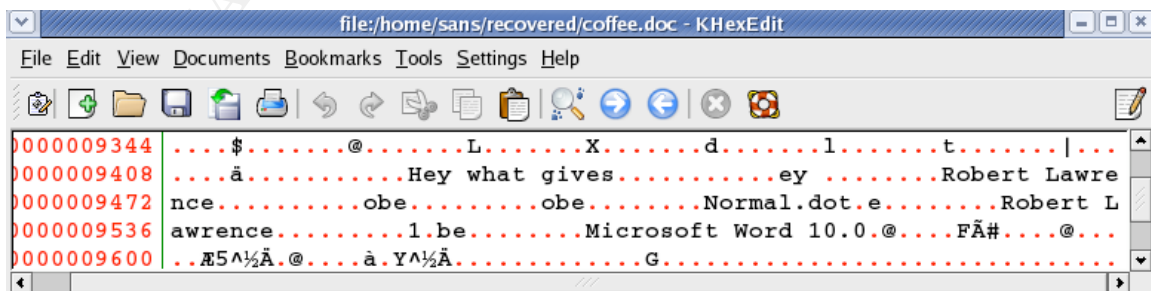 file:/home/sans/recovered/coffee.doc - KHexEdit
File Edit View Documents Bookmarks Tools Settings Help
0000009344 ....$.......@.......L.......X.......d.......l.......t.......|...
0000009408 ....ä...........Hey what gives...........ey ........Robert Lawre
0000009472 nce..........obe.........obe........Normal.dot.e........Robert L
0000009536 awrence.........1.be........Microsoft Word 10.0.@....FÃ#....@...
0000009600 ..Æ5^½Ä.@....à.Y^½Ä.............G..............................